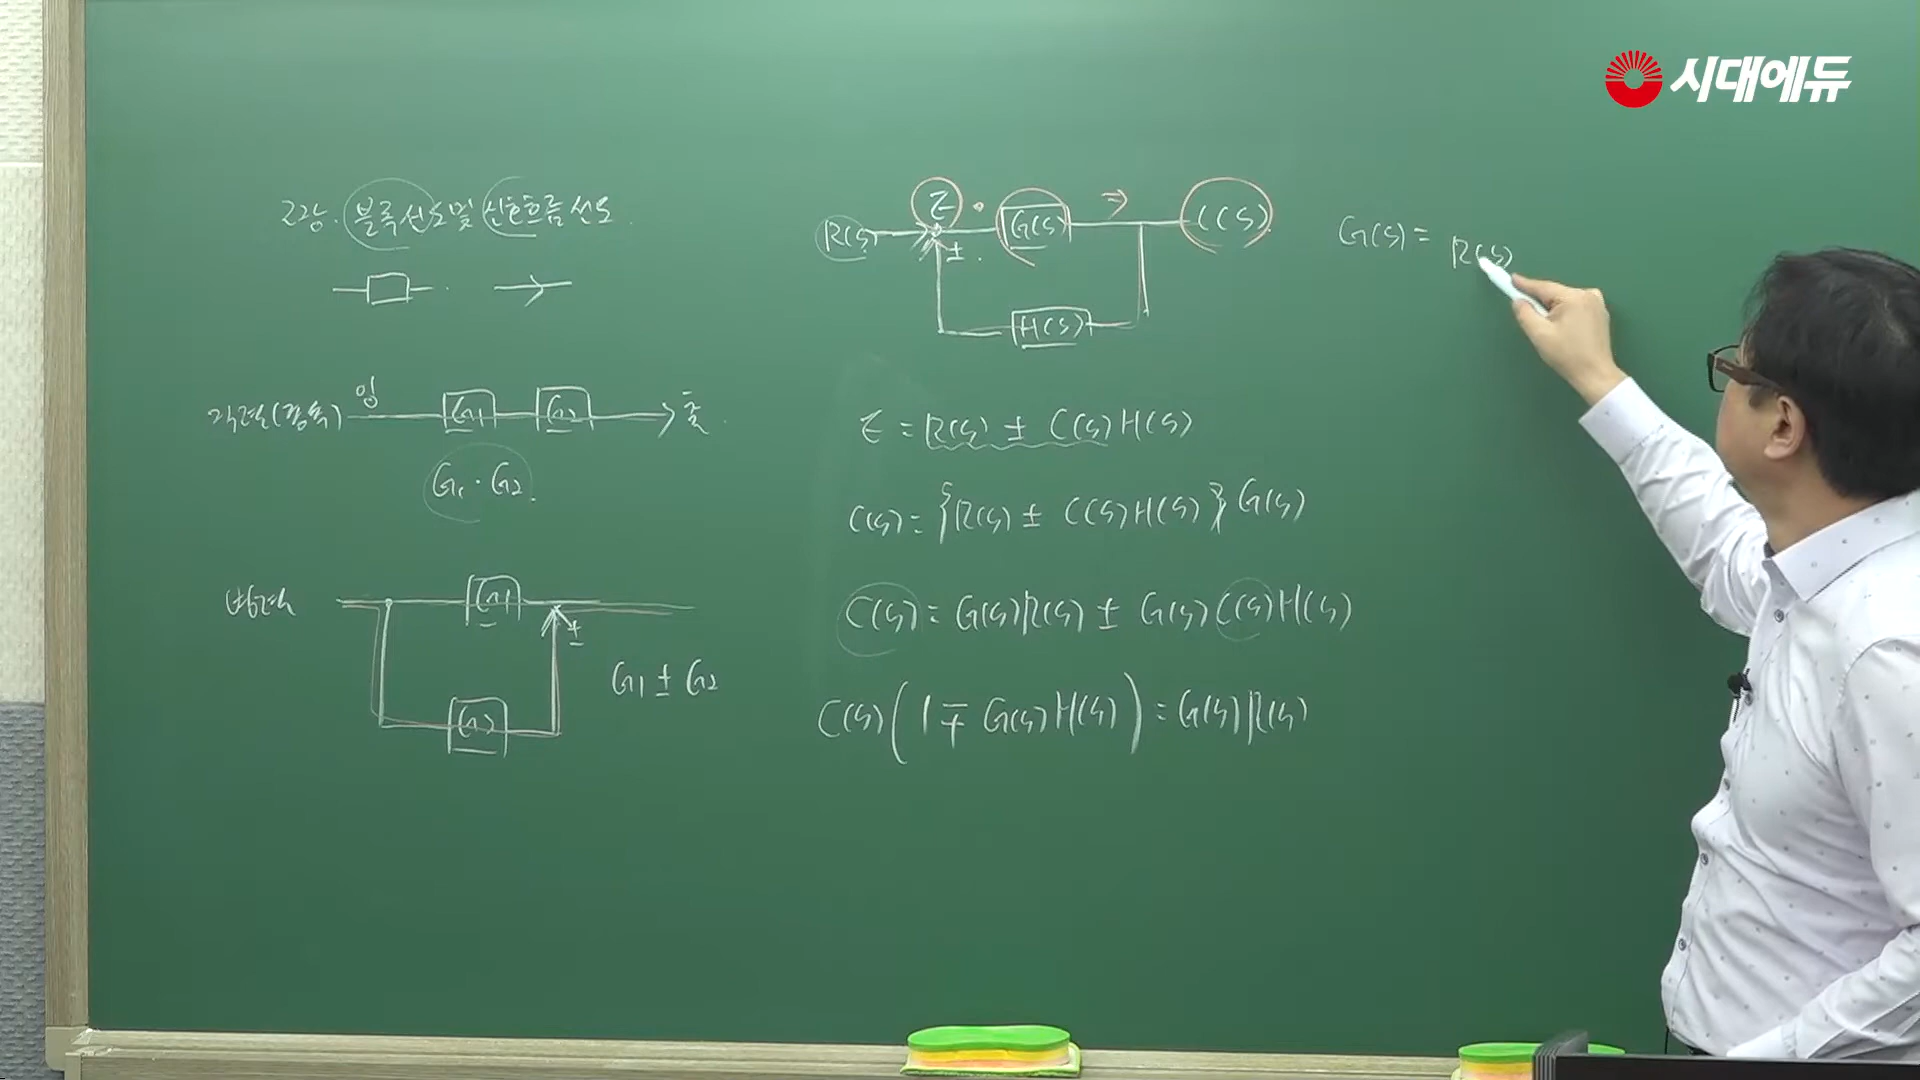 시대에듀
2강. 블록선도 및 신호흐름 선도
직렬(종속) 입 G1 G2 출
G1 · G2
병렬 G1 ±
G2
G1 ± G2
R(s) E G(s) ⇒ C(s)
±
H(s)
E = R(s) ± C(s)H(s)
C(s) = {R(s) ± C(s)H(s)} G(s)
C(s) = G(s)R(s) ± G(s)C(s)H(s)
C(s)(1 ∓ G(s)H(s)) = G(s)R(s)
G(s) = R(s)